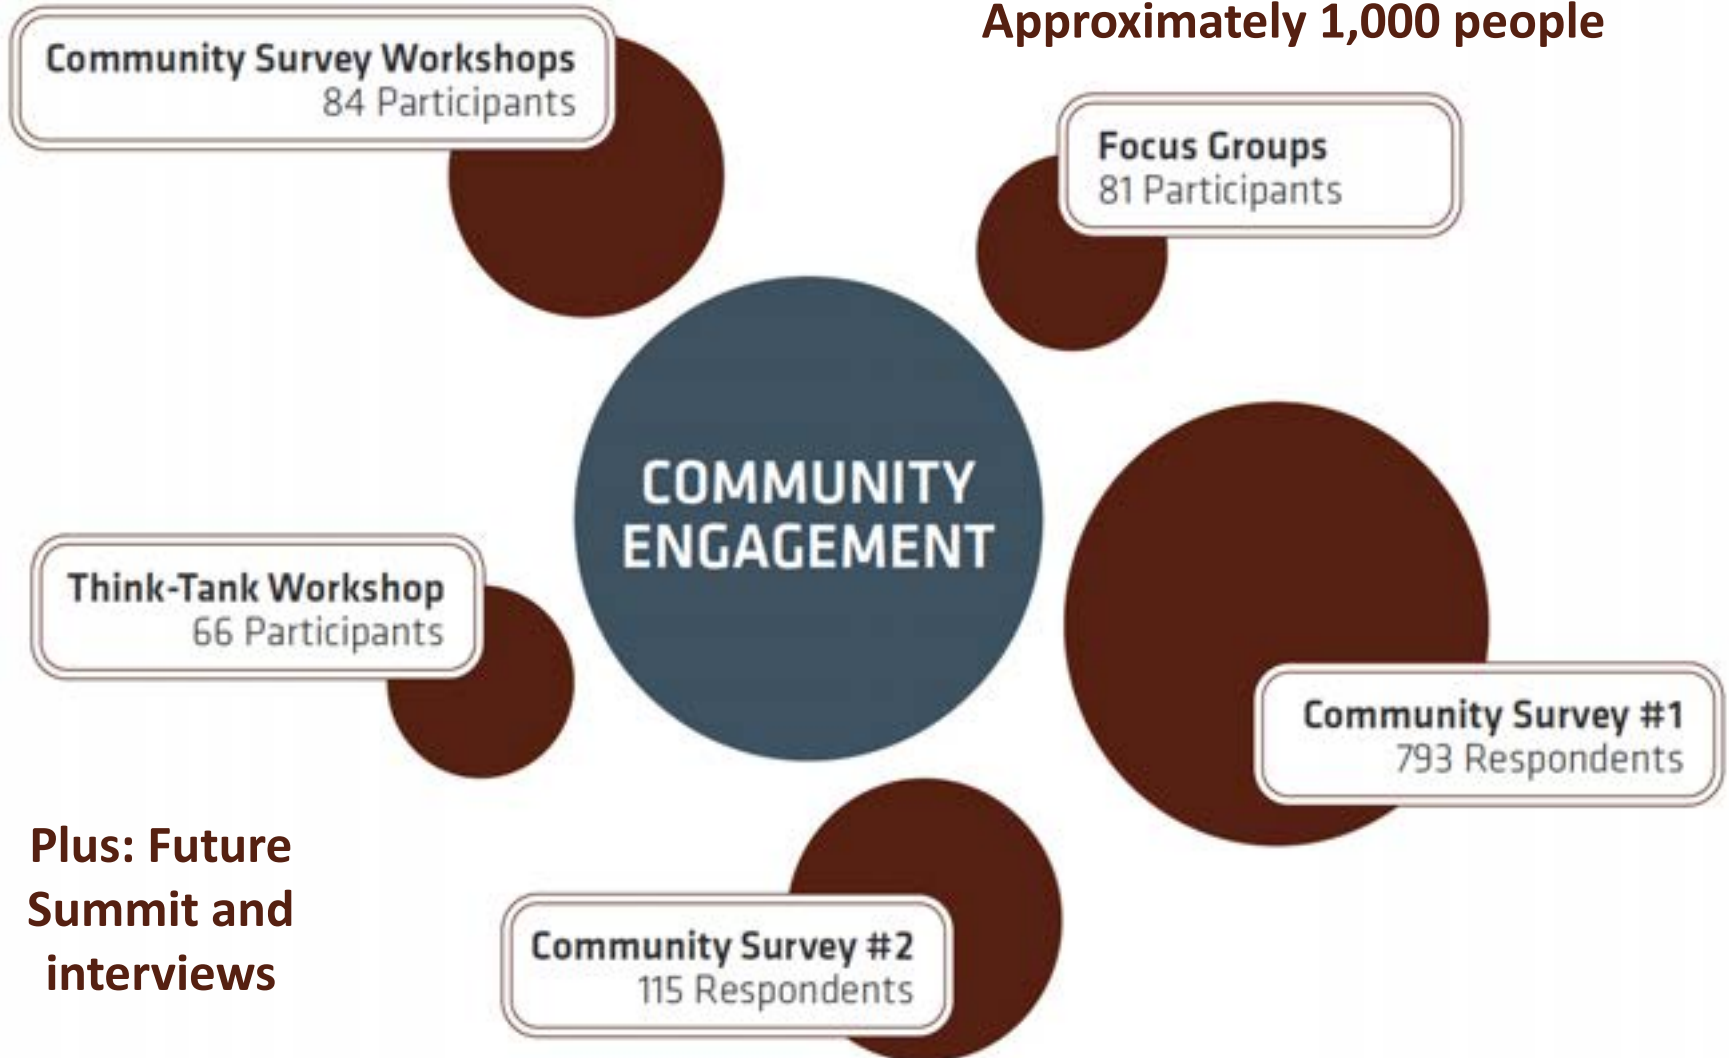 Approximately 1,000 people
Community Survey Workshops
84 Participants
Focus Groups
81 Participants
COMMUNITY
ENGAGEMENT
Think-Tank Workshop
66 Participants
Community Survey #1
793 Respondents
Plus: Future
Summit and
interviews
Community Survey #2
115 Respondents